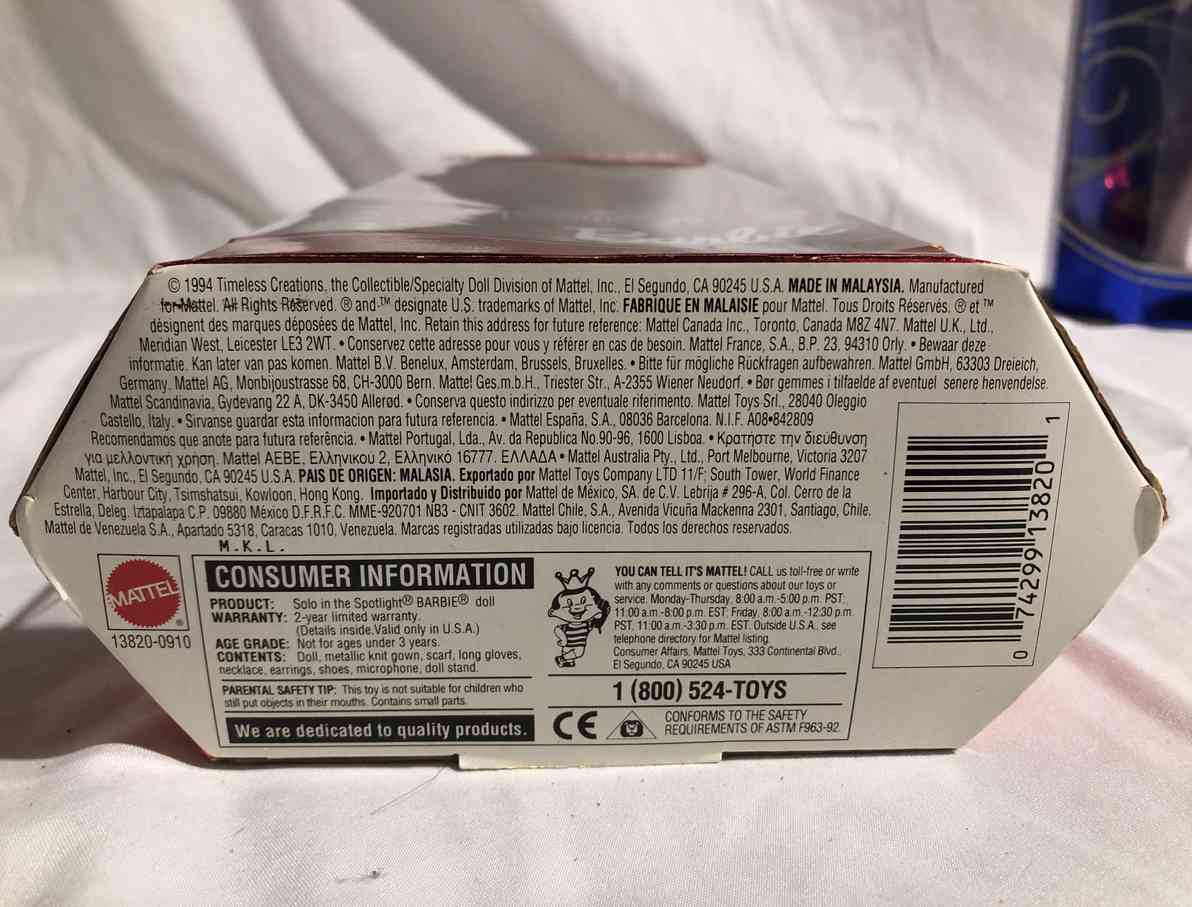 © 1994 Timeless Creations, the Collectible/Specialty Doll Division of Mattel, Inc., El Segundo, CA 90245 U.S.A. MADE IN MALAYSIA. Manufactured
for Mattel. All Rights Reserved. ® and ™ designate U.S. trademarks of Mattel, Inc. FABRIQUÉ EN MALAISIE pour Mattel. Tous Droits Réservés. ® et ™
désignent des marques déposées de Mattel, Inc. Retain this address for future reference: Mattel Canada Inc., Toronto, Canada M8Z 4N7. Mattel U.K., Ltd.,
Meridian West, Leicester LE3 2WT. • Conservez cette adresse pour vous y référer en cas de besoin. Mattel France, S.A., B.P. 23, 94310 Orly. • Bewaar deze
informatie. Kan later van pas komen. Mattel B.V. Benelux, Amsterdam, Brussels, Bruxelles. • Bitte für mögliche Rückfragen aufbewahren. Mattel GmbH, 63303 Dreieich,
Germany. Mattel AG, Monbijoustrasse 68, CH-3000 Bern. Mattel Ges.m.b.H., Triester Str., A-2355 Wiener Neudorf. • Bør gemmes i tilfaelde af eventuel senere henvendelse.
Mattel Scandinavia, Gydevang 22 A, DK-3450 Allerød. • Conserva questo indirizzo per eventuale riferimento. Mattel Toys Srl., 28040 Oleggio
Castello, Italy. • Sirvanse guardar esta informacion para futura referencia. • Mattel España, S.A., 08036 Barcelona. N.I.F. A08•842809
Recomendamos que anote para futura referência. • Mattel Portugal, Lda., Av. da Republica No.90-96, 1600 Lisboa. • Κρατήστε την διεύθυνση
για μελλοντική χρήση. Mattel AEBE, Ελληνικού 2, Ελληνικό 16777. ΕΛΛΑΔΑ • Mattel Australia Pty., Ltd., Port Melbourne, Victoria 3207
Mattel, Inc., El Segundo, CA 90245 U.S.A. PAIS DE ORIGEN: MALASIA. Exportado por Mattel Toys Company LTD 11/F; South Tower, World Finance
Center, Harbour City, Tsimshatsui, Kowloon, Hong Kong. Importado y Distribuido por Mattel de México, SA. de C.V. Lebrija # 296-A, Col. Cerro de la
Estrella, Deleg. Iztapalapa C.P. 09880 México D.F.R.F.C. MME-920701 NB3 - CNIT 3602. Mattel Chile, S.A., Avenida Vicuña Mackenna 2301, Santiago, Chile.
Mattel de Venezuela S.A., Apartado 5318, Caracas 1010, Venezuela. Marcas registradas utilizadas bajo licencia. Todos los derechos reservados.
M.K.L.
MATTEL®
13820-0910
CONSUMER INFORMATION
PRODUCT: Solo in the Spotlight® BARBIE® doll
WARRANTY: 2-year limited warranty.
(Details inside.Valid only in U.S.A.)
AGE GRADE: Not for ages under 3 years.
CONTENTS: Doll, metallic knit gown, scarf, long gloves,
necklace, earrings, shoes, microphone, doll stand.
PARENTAL SAFETY TIP: This toy is not suitable for children who
still put objects in their mouths. Contains small parts.
We are dedicated to quality products.
YOU CAN TELL IT'S MATTEL! CALL us toll-free or write
with any comments or questions about our toys or
service. Monday-Thursday, 8:00 a.m.-5:00 p.m. PST;
11:00 a.m.-8:00 p.m. EST; Friday, 8:00 a.m.-12:30 p.m.
PST, 11:00 a.m.-3:30 p.m. EST. Outside U.S.A., see
telephone directory for Mattel listing.
Consumer Affairs, Mattel Toys, 333 Continental Blvd.,
El Segundo, CA 90245 USA
1 (800) 524-TOYS
CE
CONFORMS TO THE SAFETY
REQUIREMENTS OF ASTM F963-92.
0 74299 13820 1